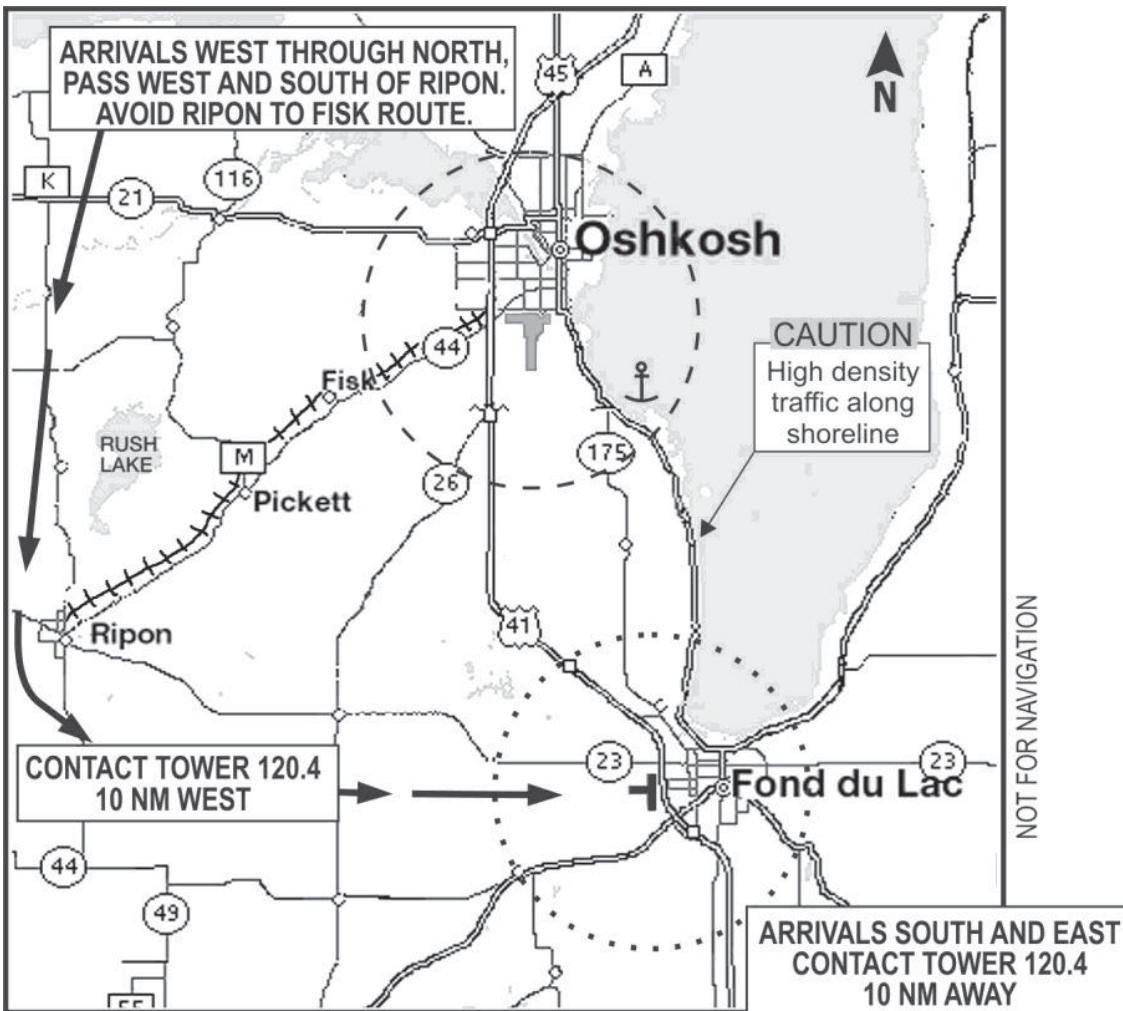 ARRIVALS WEST THROUGH NORTH,
PASS WEST AND SOUTH OF RIPON.
AVOID RIPON TO FISK ROUTE.
45
A
N
K
21
116
Oshkosh
44
CAUTION
High density
traffic along
shoreline
Fisk
RUSH
LAKE
M
26
175
Pickett
41
Ripon
NOT FOR NAVIGATION
CONTACT TOWER 120.4
10 NM WEST
23
23
Fond du Lac
44
49
ARRIVALS SOUTH AND EAST
CONTACT TOWER 120.4
10 NM AWAY